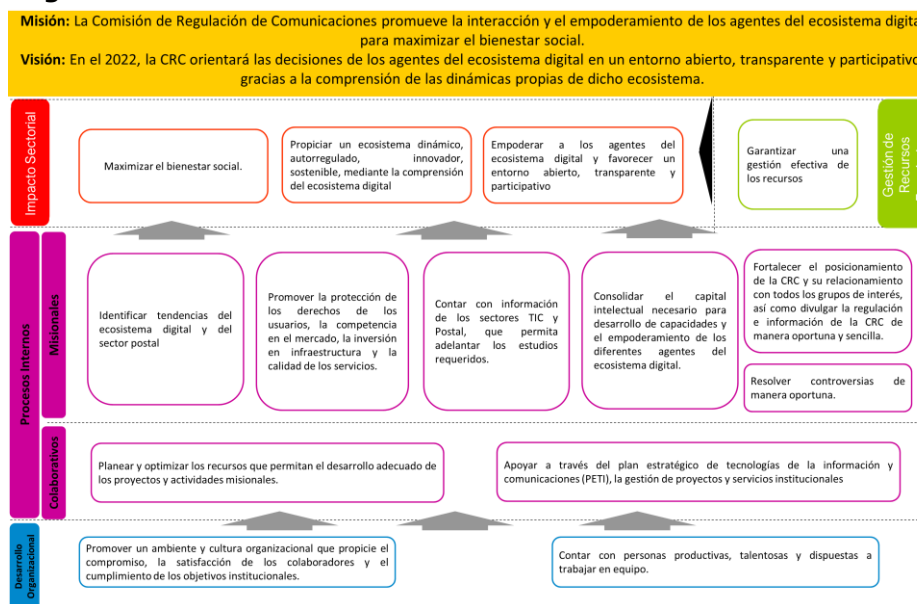 Misión: La Comisión de Regulación de Comunicaciones promueve la interacción y el empoderamiento de los agentes del ecosistema digital
para maximizar el bienestar social.
Visión: En el 2022, la CRC orientará las decisiones de los agentes del ecosistema digital en un entorno abierto, transparente y participativo
gracias a la comprensión de las dinámicas propias de dicho ecosistema.
Impacto Sectorial
Maximizar el bienestar social.
Propiciar un ecosistema dinámico,
autorregulado, innovador,
sostenible, mediante la comprensión
del ecosistema digital
Empoderar a los agentes del
ecosistema digital y favorecer un
entorno abierto, transparente y
participativo
Garantizar una
gestión efectiva de
los recursos
Gestión de
Recursos
Procesos Internos
Misionales
Identificar tendencias del
ecosistema digital y del
sector postal
Promover la protección de
los derechos de los
usuarios, la competencia
en el mercado, la inversión
en infraestructura y la
calidad de los servicios.
Contar con información
de los sectores TIC y
Postal, que permita
adelantar los estudios
requeridos.
Consolidar el capital
intelectual necesario para
desarrollo de capacidades y
el empoderamiento de los
diferentes agentes del
ecosistema digital.
Fortalecer el posicionamiento
de la CRC y su relacionamiento
con todos los grupos de interés,
así como divulgar la regulación
e información de la CRC de
manera oportuna y sencilla.
Resolver controversias de
manera oportuna.
Colaborativos
Planear y optimizar los recursos que permitan el desarrollo adecuado de
los proyectos y actividades misionales.
Apoyar a través del plan estratégico de tecnologías de la información y
comunicaciones (PETI), la gestión de proyectos y servicios institucionales
Desarrollo
Organizacional
Promover un ambiente y cultura organizacional que propicie el
compromiso, la satisfacción de los colaboradores y el
cumplimiento de los objetivos institucionales.
Contar con personas productivas, talentosas y dispuestas a
trabajar en equipo.